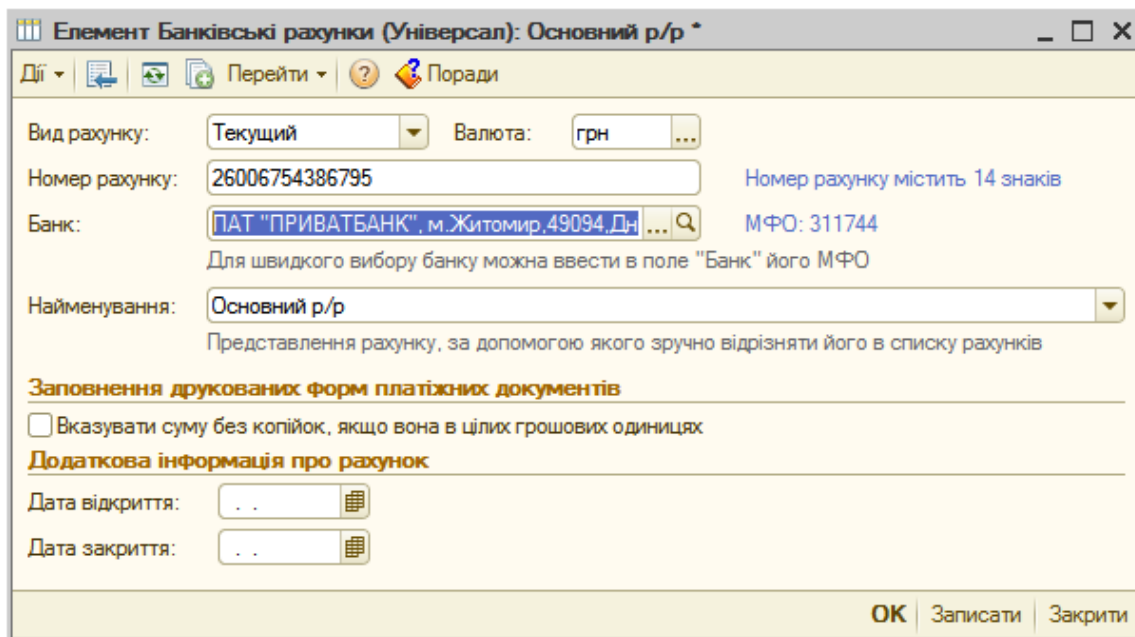 Елемент Банківські рахунки (Універсал): Основний р/р *
Дії Перейти ? Поради
Вид рахунку: Текущий Валюта: грн ...
Номер рахунку: 26006754386795 Номер рахунку містить 14 знаків
Банк: ПАТ "ПРИВАТБАНК", м.Житомир,49094,Дн ... МФО: 311744
Для швидкого вибору банку можна ввести в поле "Банк" його МФО
Найменування: Основний р/р
Представлення рахунку, за допомогою якого зручно відрізняти його в списку рахунків
Заповнення друкованих форм платіжних документів
Вказувати суму без копійок, якщо вона в цілих грошових одиницях
Додаткова інформація про рахунок
Дата відкриття: . .
Дата закриття: . .
OK Записати Закрити